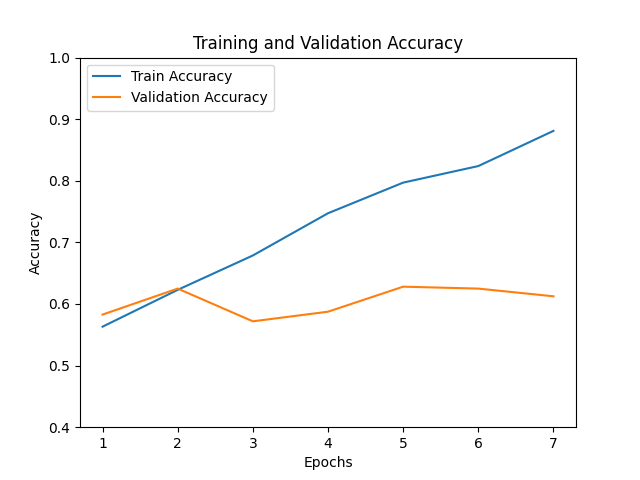 Training and Validation Accuracy
Train Accuracy
Validation Accuracy
1.0
0.9
0.8
0.7
0.6
0.5
0.4
Accuracy
1 2 3 4 5 6 7
Epochs